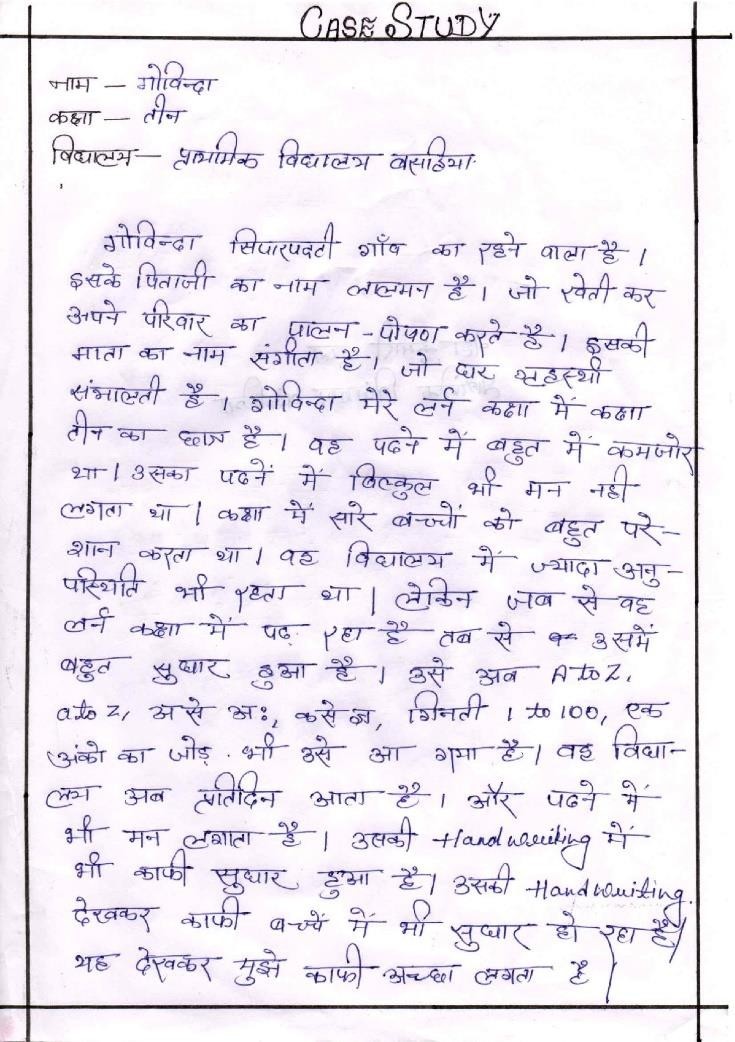 CASE STUDY
नाम — गोविन्दा
कक्षा — तीन
विद्यालय — प्राथमिक विद्यालय बसहिया
गोविन्दा सिपारपट्टी गाँव का रहने वाला है।
इसके पिताजी का नाम लालमन है। जो खेती कर
अपने परिवार का पालन-पोषण करते है। इसकी
माता का नाम संगीता है। जो घर गृहस्थी
संभालती है। गोविन्दा मेरे लर्न कक्षा में कक्षा
तीन का छात्र है। वह पढने में बहुत में कमजोर
था। उसका पढनें में बिल्कुल भी मन नही
लगता था। कक्षा में सारे बच्चों को बहुत परे-
शान करता था। वह विद्यालय में ज्यादा अनु-
पस्थिति भी रहता था। लेकिन जब से वह
लर्न कक्षा में पढ़ रहा है तब से उसमें
बहुत सुधार हुआ है। उसे अब A to Z,
a to z, अ से अः, क से ज्ञ, गिनती 1 to 100, एक
अंको का जोड़ भी उसे आ गया है। वह विद्या-
लय अब प्रतिदिन आता है। और पढने में
भी मन लगाता है। उसकी Handwriting में
भी काफी सुधार हुआ है। उसकी Handwriting
देखकर काफी बच्चें में भी सुधार हो रहा है।
यह देखकर मुझे काफी अच्छा लगता है।